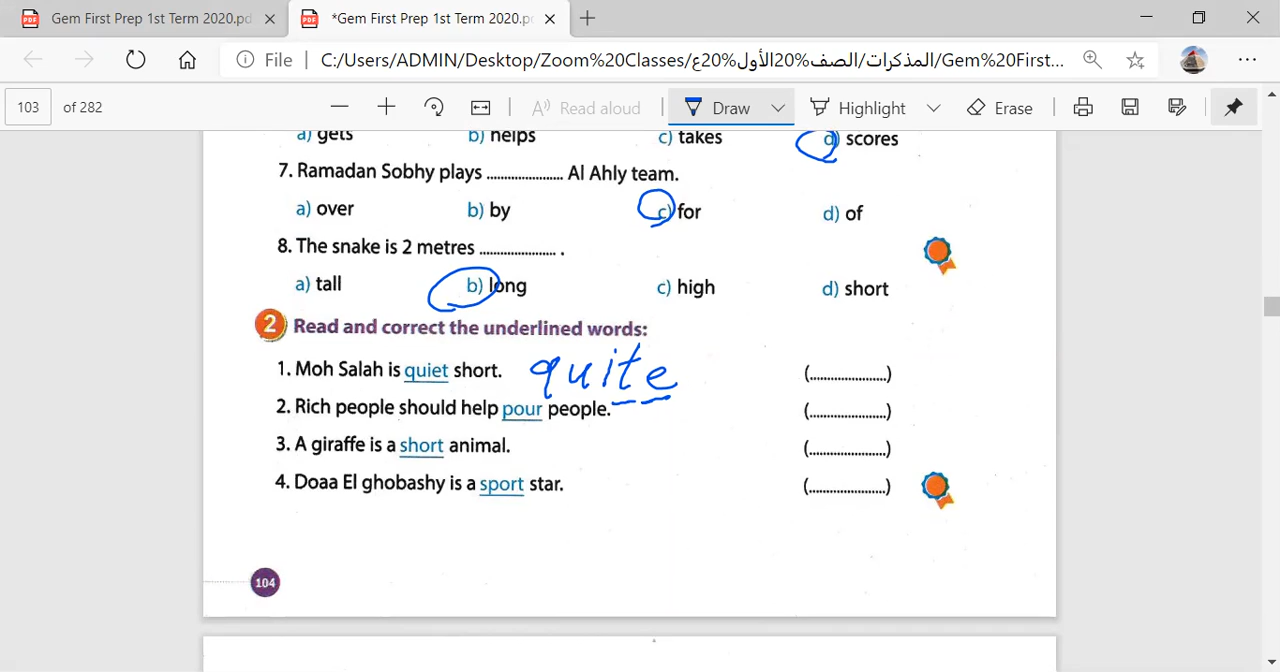 Gem First Prep 1st Term 2020.pd
*Gem First Prep 1st Term 2020.p
File
C:/Users/ADMIN/Desktop/Zoom%20Classes/المذكرات/الصف%20الأول%20ع/Gem%20First...
103 of 282
Read aloud
Draw
Highlight
Erase
a) gets b) helps c) takes d) scores
7. Ramadan Sobhy plays ..................... Al Ahly team.
a) over b) by c) for d) of
8. The snake is 2 metres ..................... .
a) tall b) long c) high d) short
2 Read and correct the underlined words:
1. Moh Salah is quiet short. quite (.....................)
2. Rich people should help pour people. (.....................)
3. A giraffe is a short animal. (.....................)
4. Doaa El ghobashy is a sport star. (.....................)
104